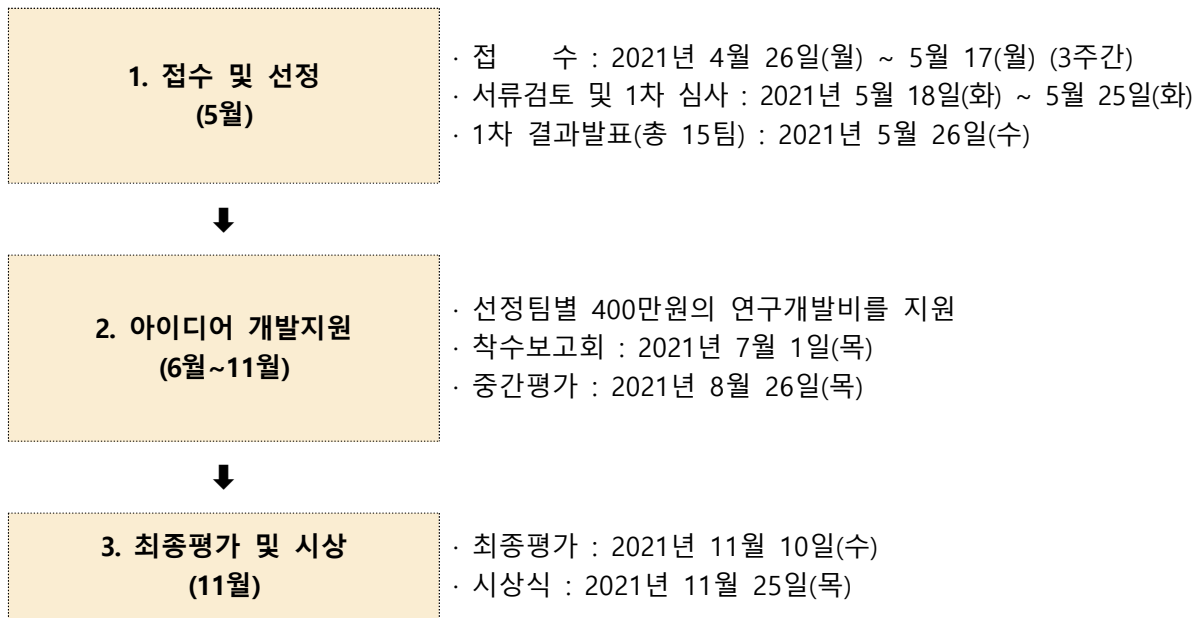 1. 접수 및 선정
(5월)
· 접 수 : 2021년 4월 26일(월) ~ 5월 17(월) (3주간)
· 서류검토 및 1차 심사 : 2021년 5월 18일(화) ~ 5월 25일(화)
· 1차 결과발표(총 15팀) : 2021년 5월 26일(수)
⬇
2. 아이디어 개발지원
(6월~11월)
· 선정팀별 400만원의 연구개발비를 지원
· 착수보고회 : 2021년 7월 1일(목)
· 중간평가 : 2021년 8월 26일(목)
⬇
3. 최종평가 및 시상
(11월)
· 최종평가 : 2021년 11월 10일(수)
· 시상식 : 2021년 11월 25일(목)